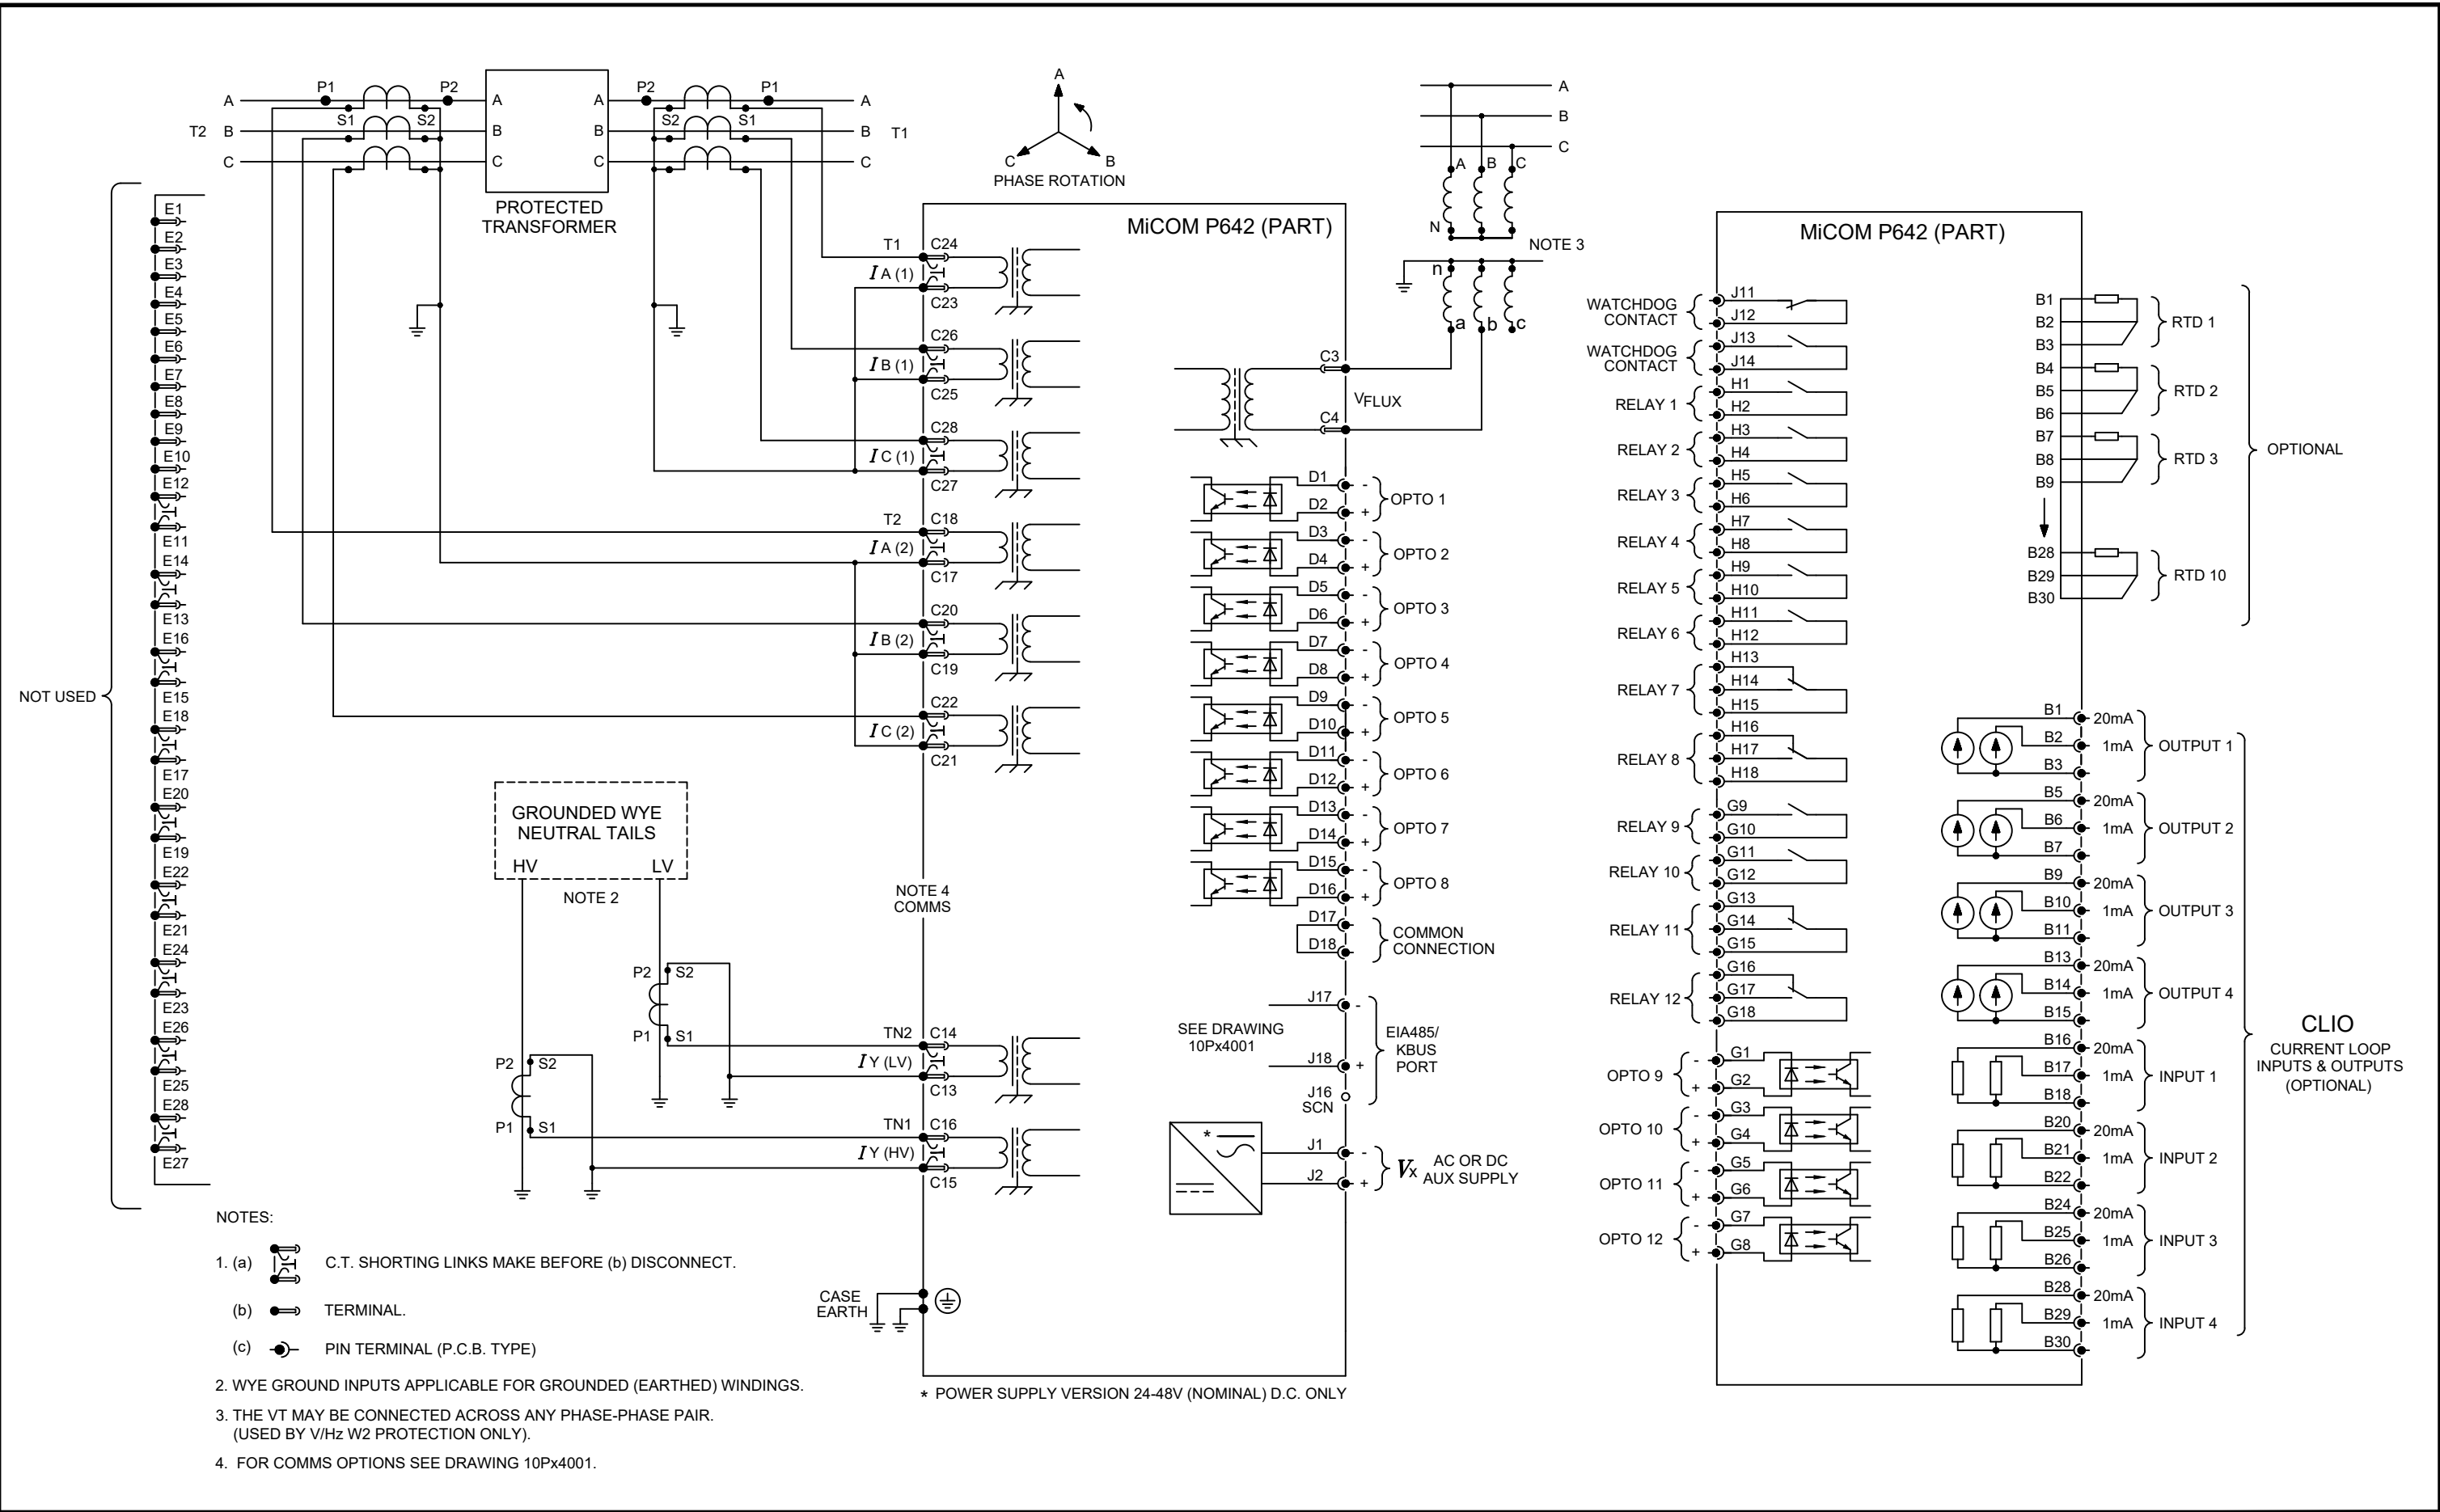 P1
P2
P2
P1
A
A
A
A
S1
S2
S2
S1
T2
B
B
B
B
T1
C
C
C
C
PROTECTED
TRANSFORMER
A
C
B
PHASE ROTATION
A
B
C
A
B
C
N
NOTE 3
n
a
b
c
NOT USED
E1
E2
E3
E4
E5
E6
E7
E8
E9
E10
E12
E11
E14
E13
E16
E15
E18
E17
E20
E19
E22
E21
E24
E23
E26
E25
E28
E27
MiCOM P642 (PART)
T1
C24
I A (1)
C23
C26
I B (1)
C25
C28
I C (1)
C27
T2
C18
I A (2)
C17
C20
I B (2)
C19
C22
I C (2)
C21
GROUNDED WYE
NEUTRAL TAILS
HV
LV
NOTE 2
NOTE 4
COMMS
P2
S2
P1
S1
TN2
C14
I Y (LV)
C13
P2
S2
P1
S1
TN1
C16
I Y (HV)
C15
CASE
EARTH
C3
VFLUX
C4
D1 -
D2 +
OPTO 1
D3 -
D4 +
OPTO 2
D5 -
D6 +
OPTO 3
D7 -
D8 +
OPTO 4
D9 -
D10 +
OPTO 5
D11 -
D12 +
OPTO 6
D13 -
D14 +
OPTO 7
D15 -
D16 +
OPTO 8
D17
D18
COMMON
CONNECTION
J17 -
SEE DRAWING
10Px4001
J18 +
J16
SCN
EIA485/
KBUS
PORT
*
J1 -
J2 +
Vx
AC OR DC
AUX SUPPLY
* POWER SUPPLY VERSION 24-48V (NOMINAL) D.C. ONLY
MiCOM P642 (PART)
WATCHDOG
CONTACT
J11
J12
WATCHDOG
CONTACT
J13
J14
RELAY 1
H1
H2
RELAY 2
H3
H4
RELAY 3
H5
H6
RELAY 4
H7
H8
RELAY 5
H9
H10
RELAY 6
H11
H12
RELAY 7
H13
H14
H15
RELAY 8
H16
H17
H18
RELAY 9
G9
G10
RELAY 10
G11
G12
RELAY 11
G13
G14
G15
RELAY 12
G16
G17
G18
OPTO 9
- G1
+ G2
OPTO 10
- G3
+ G4
OPTO 11
- G5
+ G6
OPTO 12
- G7
+ G8
B1
B2
B3
RTD 1
B4
B5
B6
RTD 2
B7
B8
B9
RTD 3
B28
B29
B30
RTD 10
OPTIONAL
B1 20mA
B2 1mA
B3
OUTPUT 1
B5 20mA
B6 1mA
B7
OUTPUT 2
B9 20mA
B10 1mA
B11
OUTPUT 3
B13 20mA
B14 1mA
B15
OUTPUT 4
B16 20mA
B17 1mA
B18
INPUT 1
B20 20mA
B21 1mA
B22
INPUT 2
B24 20mA
B25 1mA
B26
INPUT 3
B28 20mA
B29 1mA
B30
INPUT 4
CLIO
CURRENT LOOP
INPUTS & OUTPUTS
(OPTIONAL)
NOTES:
1. (a) C.T. SHORTING LINKS MAKE BEFORE (b) DISCONNECT.
(b) TERMINAL.
(c) PIN TERMINAL (P.C.B. TYPE)
2. WYE GROUND INPUTS APPLICABLE FOR GROUNDED (EARTHED) WINDINGS.
3. THE VT MAY BE CONNECTED ACROSS ANY PHASE-PHASE PAIR.
(USED BY V/Hz W2 PROTECTION ONLY).
4. FOR COMMS OPTIONS SEE DRAWING 10Px4001.